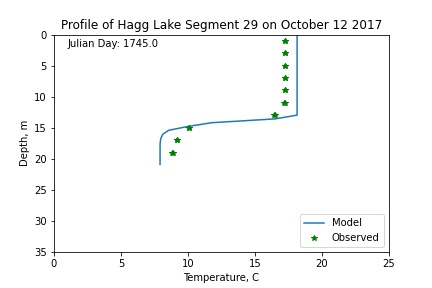 Profile of Hagg Lake Segment 29 on October 12 2017
Julian Day: 1745.0
0
5
10
15
20
25
30
35
Depth, m
0
5
10
15
20
25
Temperature, C
Model
Observed